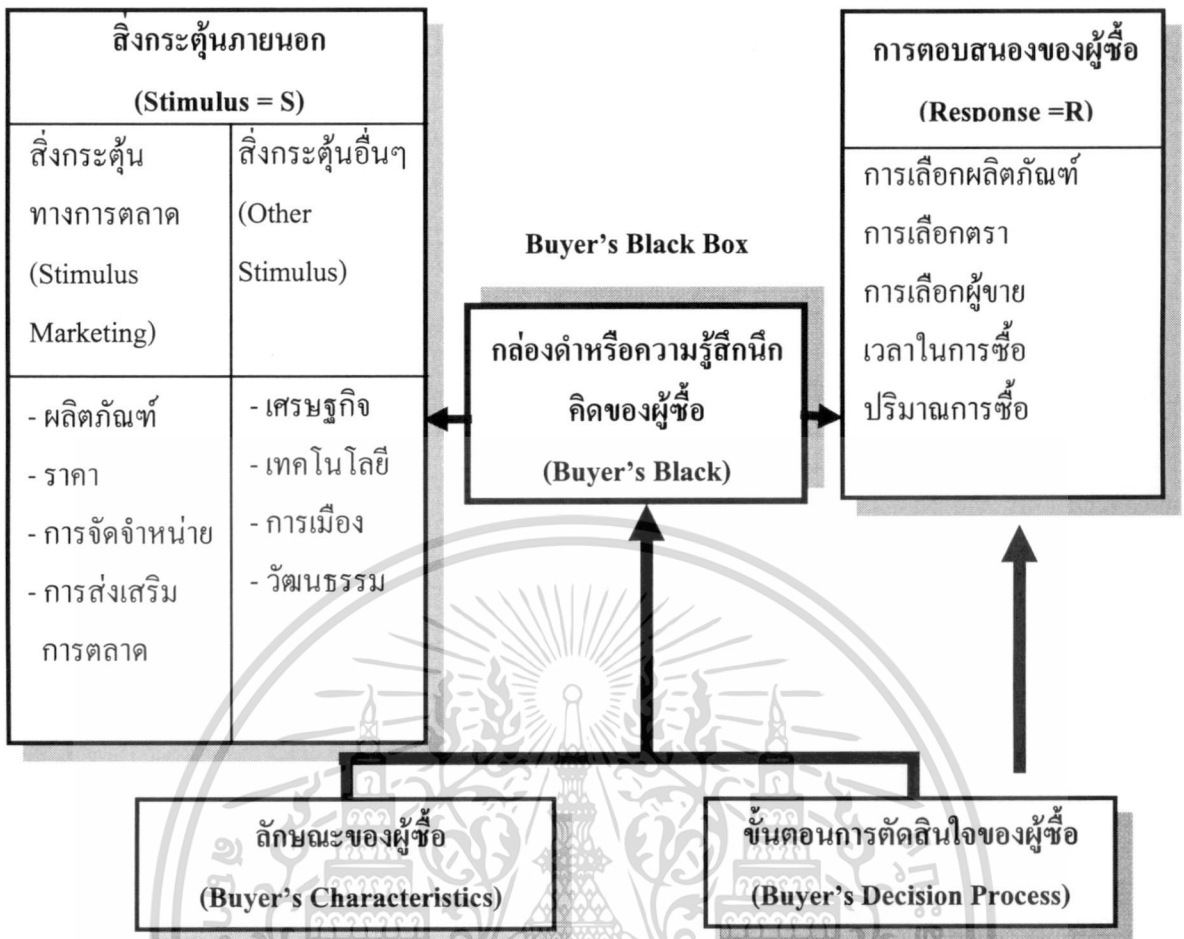 สิ่งกระตุ้นภายนอก
(Stimulus = S)
สิ่งกระตุ้น
ทางการตลาด
(Stimulus
Marketing)
สิ่งกระตุ้นอื่นๆ
(Other
Stimulus)
- ผลิตภัณฑ์
- ราคา
- การจัดจำหน่าย
- การส่งเสริม
การตลาด
- เศรษฐกิจ
- เทคโนโลยี
- การเมือง
- วัฒนธรรม
Buyer's Black Box
กล่องดำหรือความรู้สึกนึก
คิดของผู้ซื้อ
(Buyer's Black)
การตอบสนองของผู้ซื้อ
(Response =R)
การเลือกผลิตภัณฑ์
การเลือกตรา
การเลือกผู้ขาย
เวลาในการซื้อ
ปริมาณการซื้อ
ลักษณะของผู้ซื้อ
(Buyer's Characteristics)
ขั้นตอนการตัดสินใจของผู้ซื้อ
(Buyer's Decision Process)